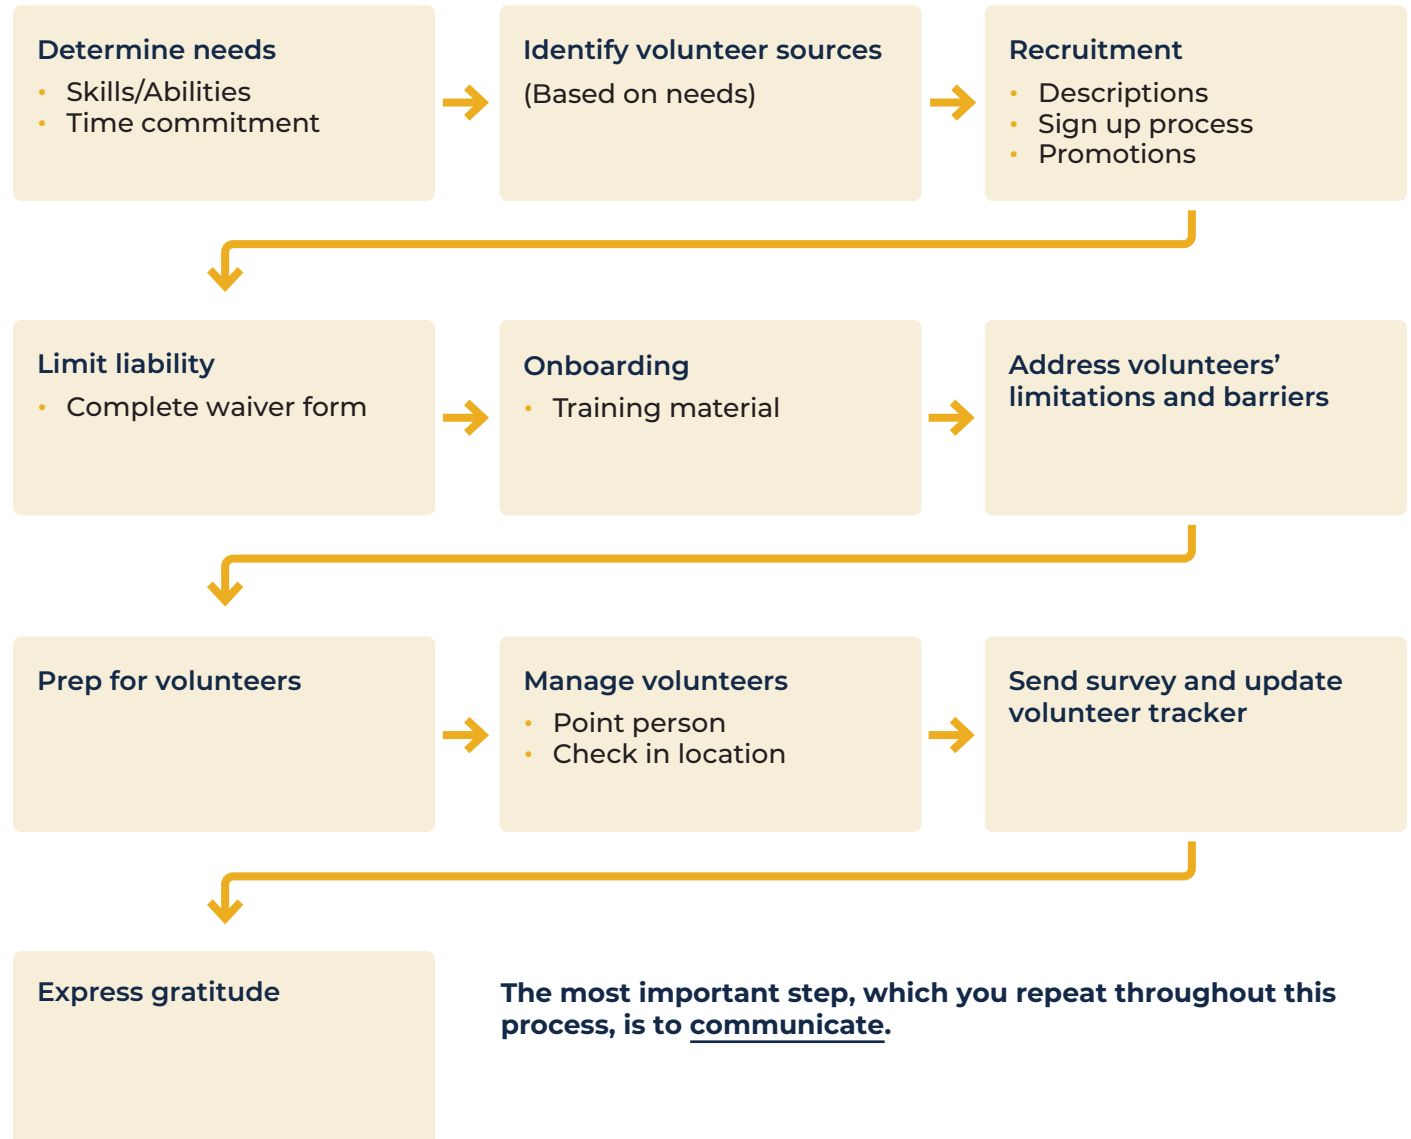 Determine needs
• Skills/Abilities
• Time commitment
Identify volunteer sources
(Based on needs)
Recruitment
• Descriptions
• Sign up process
• Promotions
Limit liability
• Complete waiver form
Onboarding
• Training material
Address volunteers’
limitations and barriers
Prep for volunteers
Manage volunteers
• Point person
• Check in location
Send survey and update
volunteer tracker
Express gratitude
The most important step, which you repeat throughout this
process, is to communicate.